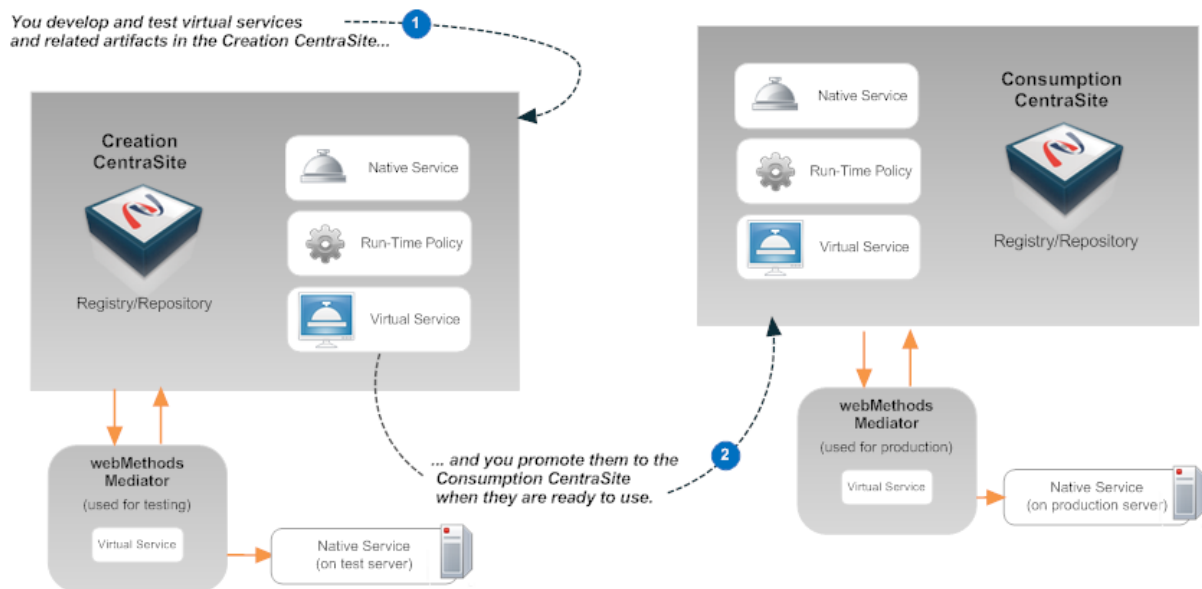 You develop and test virtual services
and related artifacts in the Creation CentraSite...
1
Creation
CentraSite
Registry/Repository
Native Service
Run-Time Policy
Virtual Service
webMethods
Mediator
(used for testing)
Virtual Service
Native Service
(on test server)
... and you promote them to the
Consumption CentraSite
when they are ready to use.
2
Native Service
Run-Time Policy
Virtual Service
Consumption
CentraSite
Registry/Repository
webMethods
Mediator
(used for production)
Virtual Service
Native Service
(on production server)